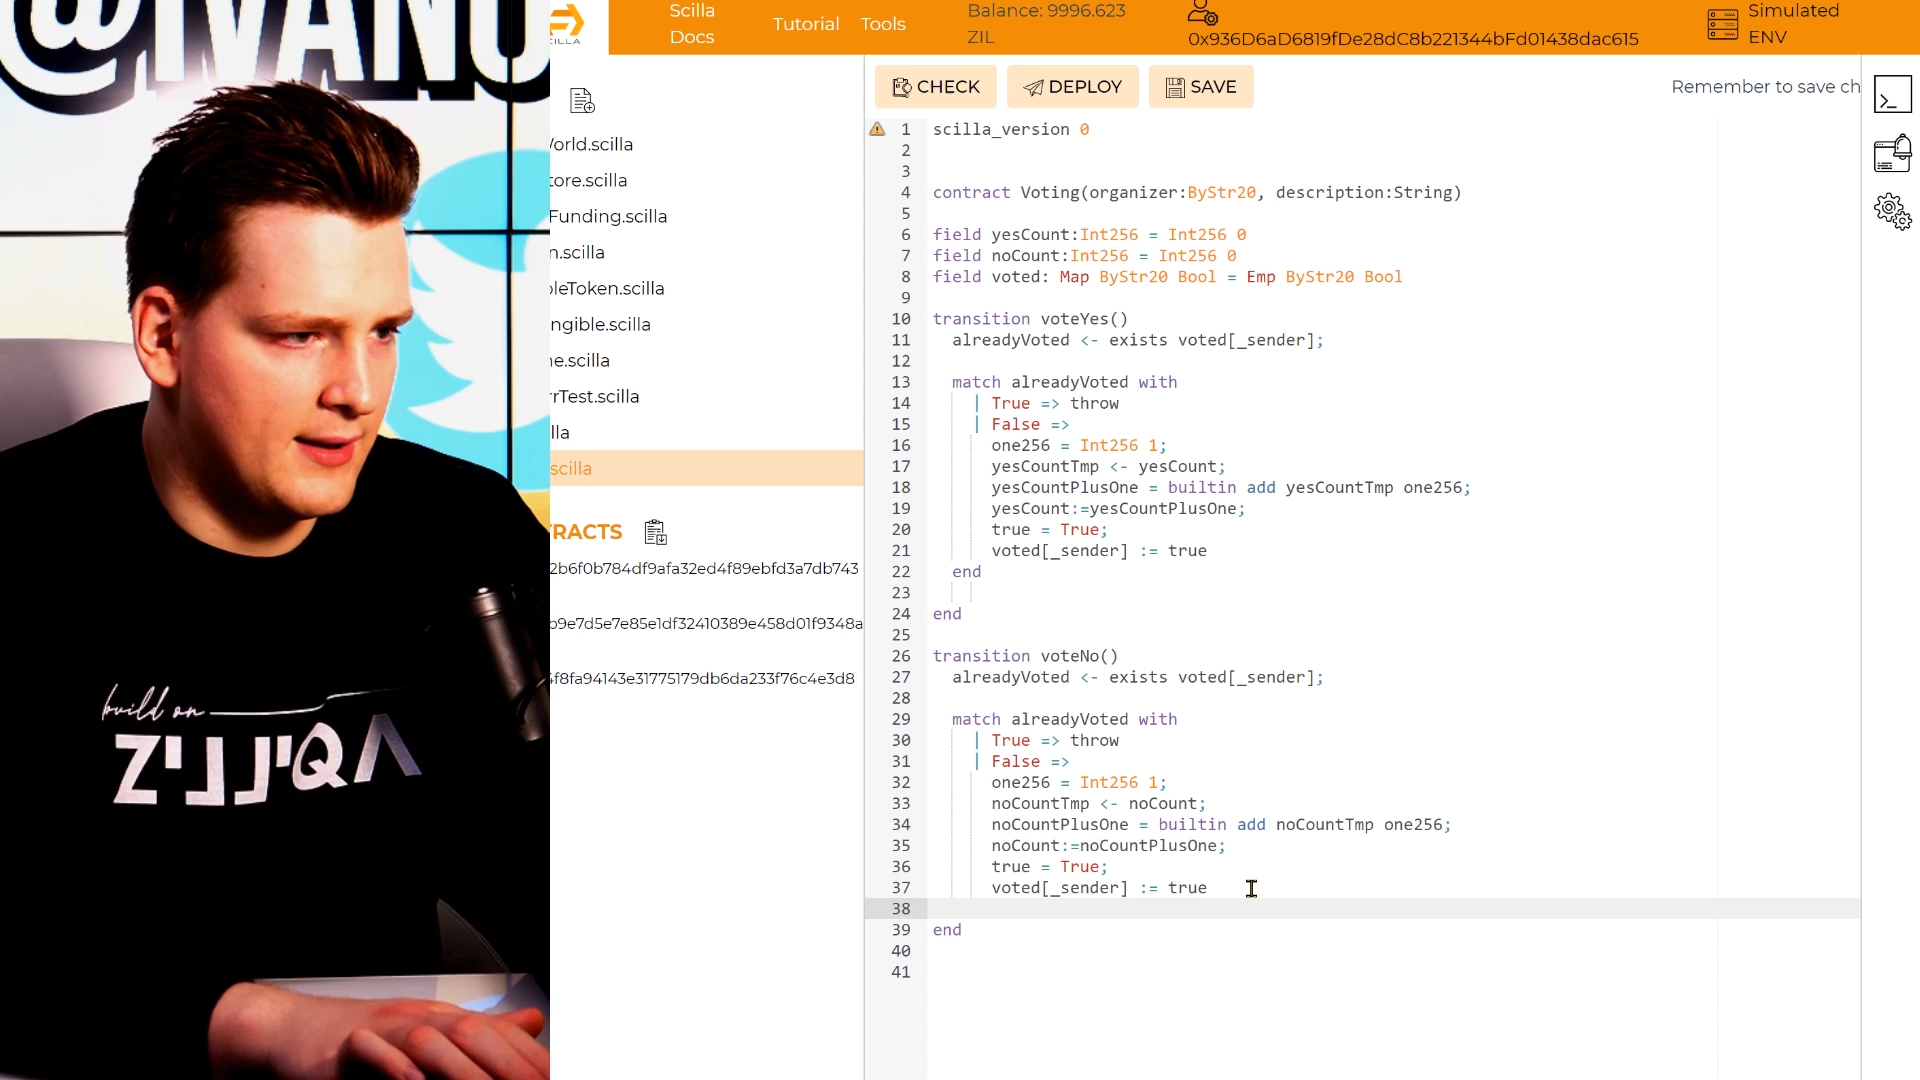 @IVANO
Scilla
Docs
Tutorial
Tools
Balance: 9996.623
ZIL
0x936D6aD6819fDe28dC8b221344bFd01438dac615
Simulated
ENV
CHECK
DEPLOY
SAVE
Remember to save ch
orld.scilla
tore.scilla
Funding.scilla
n.scilla
leToken.scilla
ngible.scilla
ne.scilla
rTest.scilla
lla
scilla
TRACTS
2b6f0b784df9afa32ed4f89ebfd3a7db743
b9e7d5e7e85e1df32410389e458d01f9348a
4f8fa94143e31775179db6da233f76c4e3d8
1 scilla_version 0
2
3
4 contract Voting(organizer:ByStr20, description:String)
5
6 field yesCount:Int256 = Int256 0
7 field noCount:Int256 = Int256 0
8 field voted: Map ByStr20 Bool = Emp ByStr20 Bool
9
10 transition voteYes()
11 alreadyVoted <- exists voted[_sender];
12
13 match alreadyVoted with
14 | True => throw
15 | False =>
16 one256 = Int256 1;
17 yesCountTmp <- yesCount;
18 yesCountPlusOne = builtin add yesCountTmp one256;
19 yesCount:=yesCountPlusOne;
20 true = True;
21 voted[_sender] := true
22 end
23
24 end
25
26 transition voteNo()
27 alreadyVoted <- exists voted[_sender];
28
29 match alreadyVoted with
30 | True => throw
31 | False =>
32 one256 = Int256 1;
33 noCountTmp <- noCount;
34 noCountPlusOne = builtin add noCountTmp one256;
35 noCount:=noCountPlusOne;
36 true = True;
37 voted[_sender] := true
38
39 end
40
41
build on
ZILLIQA